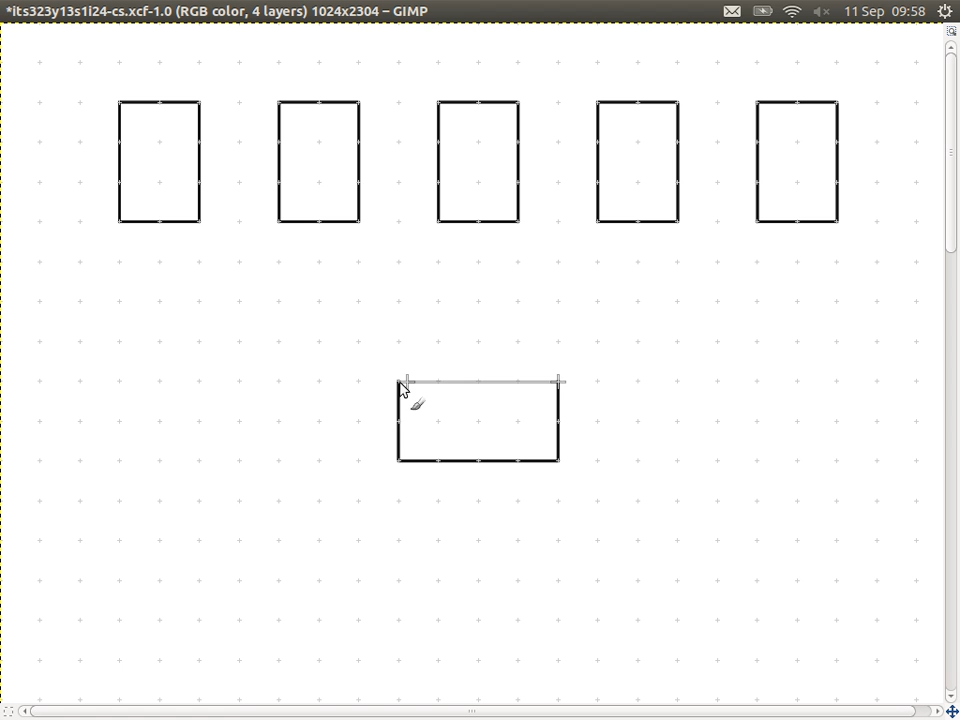 *its323y13s1i24-cs.xcf-1.0 (RGB color, 4 layers) 1024x2304 – GIMP
11 Sep 09:58